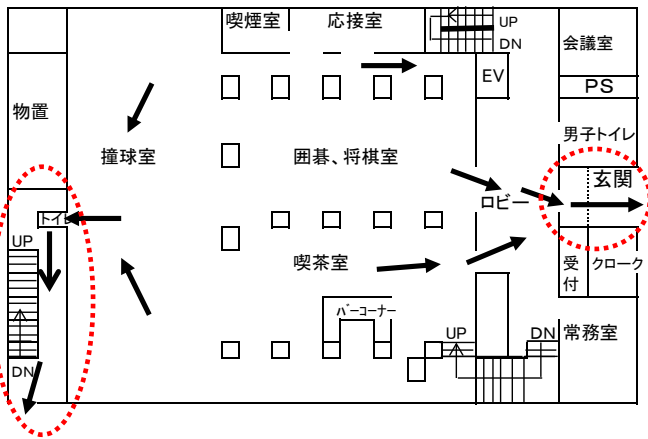 喫煙室
応接室
UP
DN
会議室
EV
PS
物置
男子トイレ
撞球室
囲碁、将棋室
玄関
ロビー
トイレ
UP
喫茶室
受付
クローク
バーコーナー
UP
DN
常務室
DN